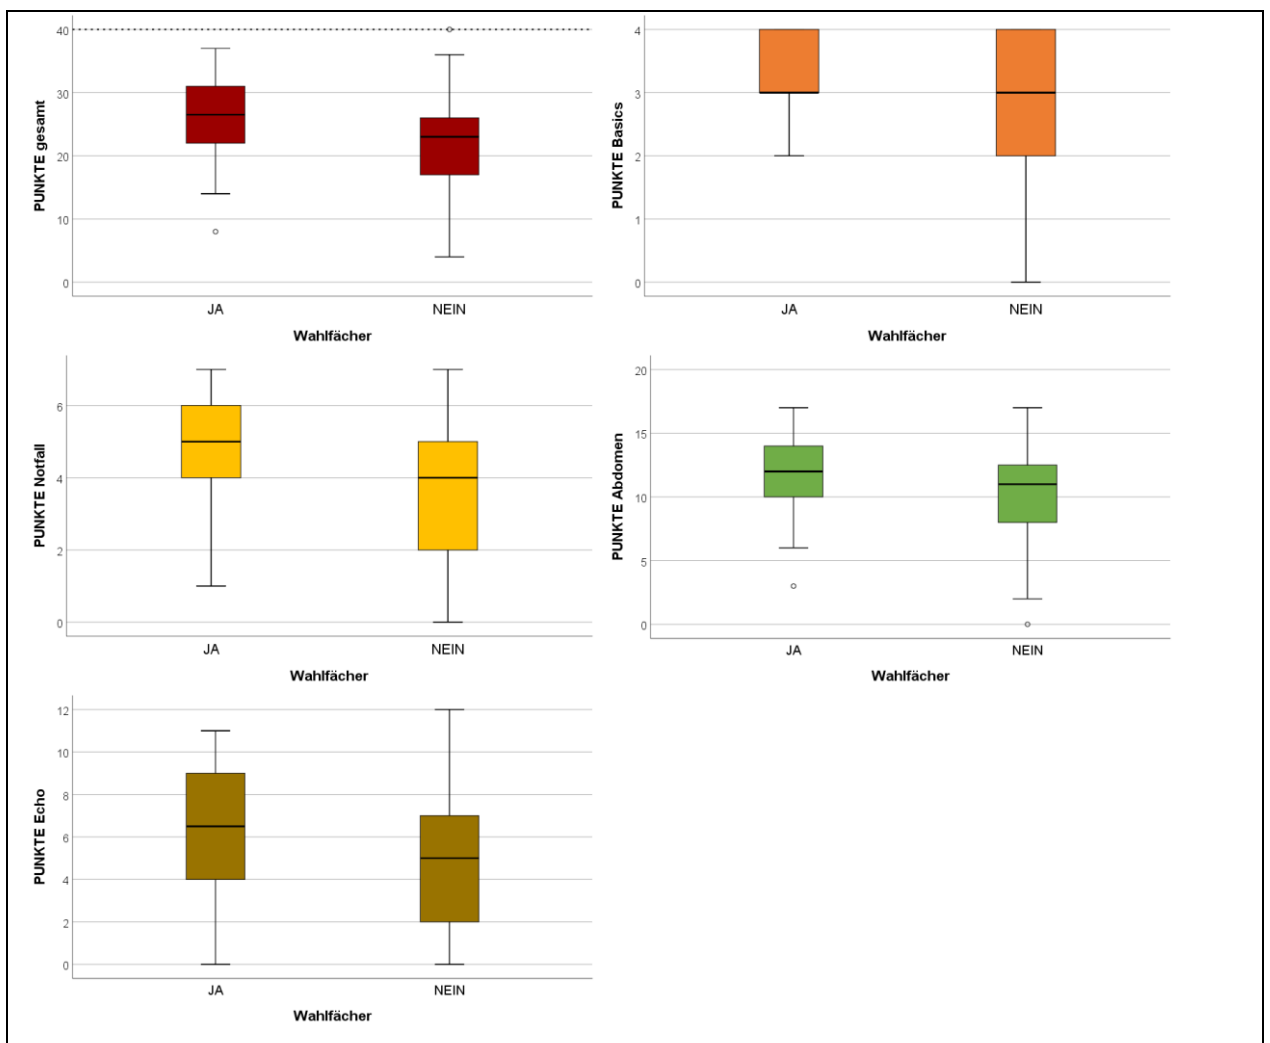 PUNKTE gesamt
40
30
20
10
0
JA
NEIN
Wahlfächer
PUNKTE Basics
4
3
2
1
0
JA
NEIN
Wahlfächer
PUNKTE Notfall
6
4
2
0
JA
NEIN
Wahlfächer
PUNKTE Abdomen
20
15
10
5
0
JA
NEIN
Wahlfächer
PUNKTE Echo
12
10
8
6
4
2
0
JA
NEIN
Wahlfächer